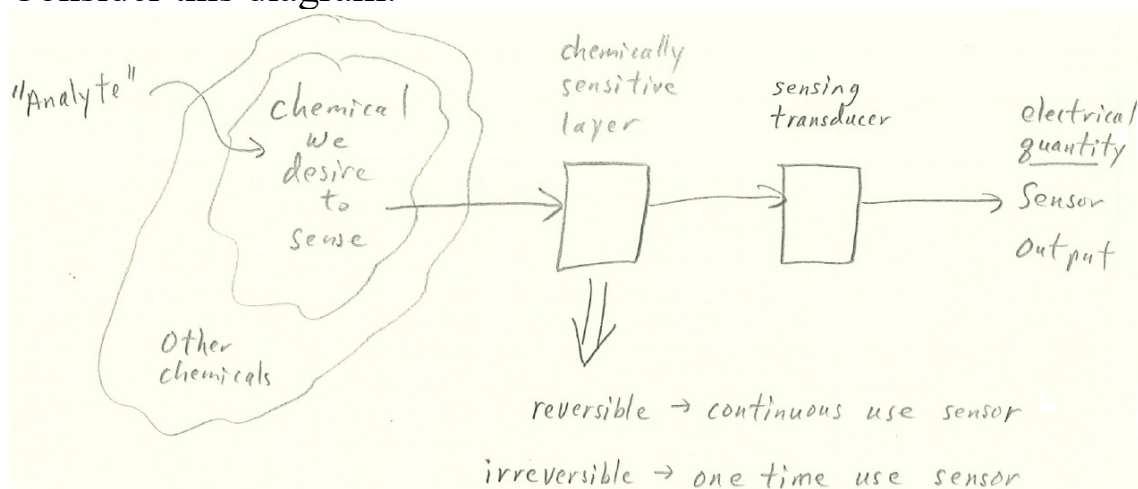 Consider this diagram:
"Analyte"
chemical
we
desire
to
sense
Other
chemicals
chemically
sensitive
layer
sensing
transducer
electrical
quantity
Sensor
output
reversible → continuous use sensor
irreversible → one time use sensor